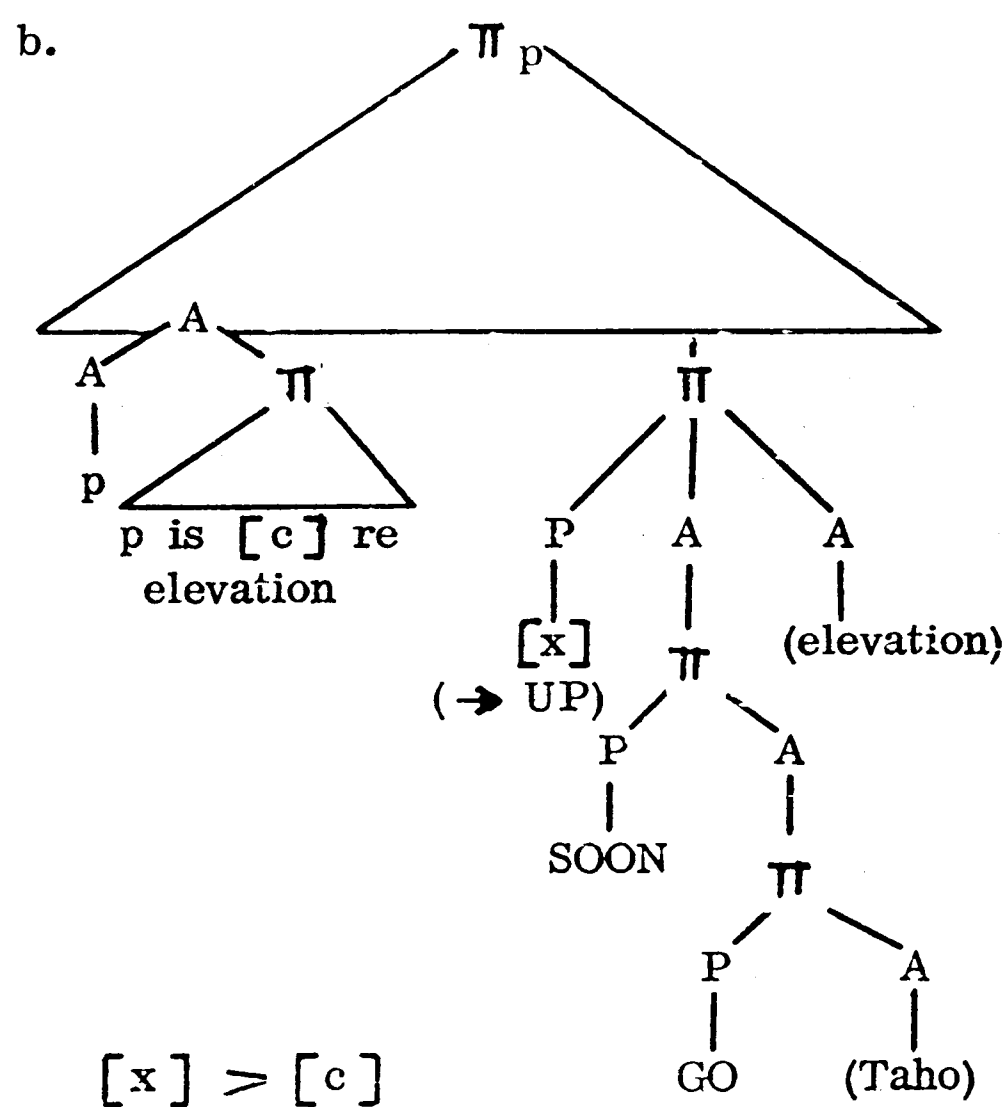 b.
Π p
A
A Π Π
p
p is [c] re
elevation
P A A
[x] Π (elevation)
(→ UP)
P A
SOON
Π
P A
GO (Taho)
[x] > [c]